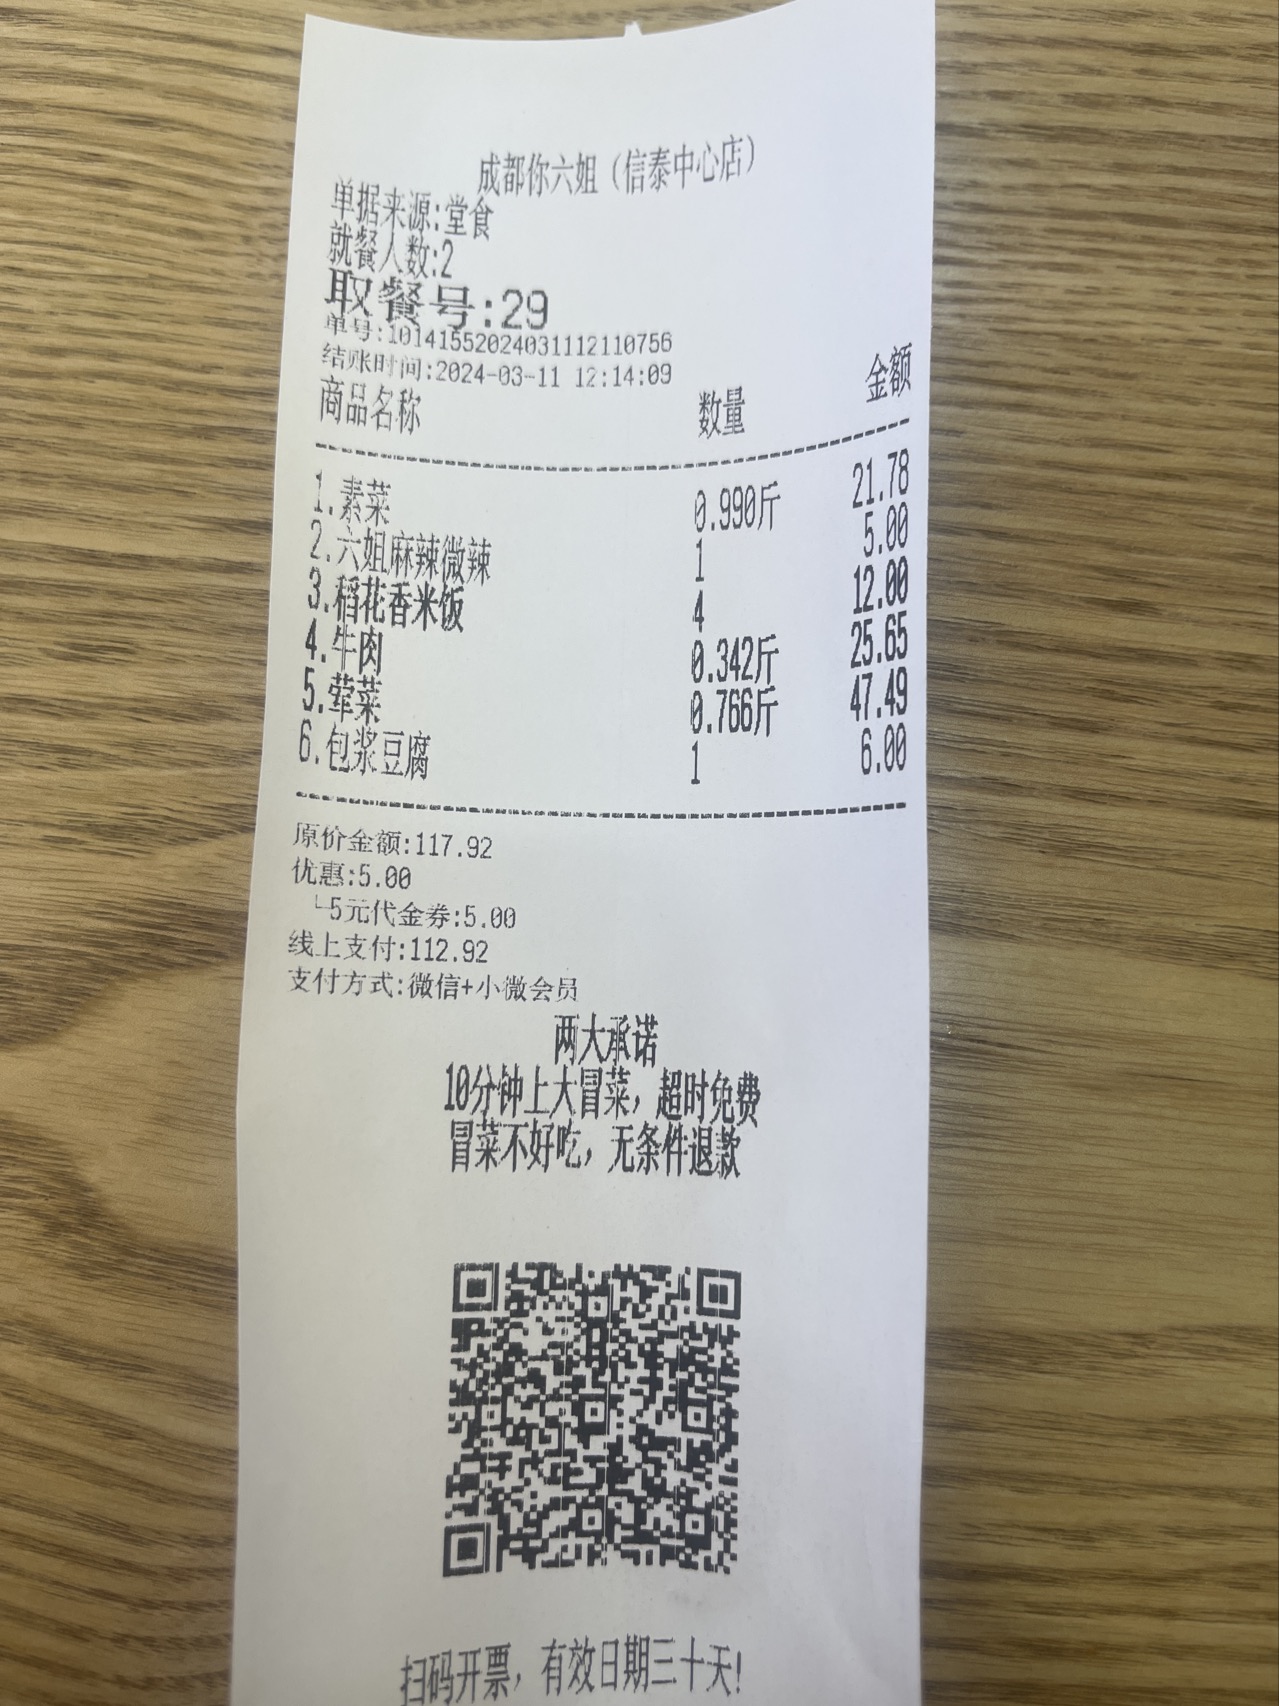 成都你六姐（信泰中心店）
单据来源:堂食
就餐人数:2
取餐号:29
单号:10141552024031112110756
结账时间:2024-03-11 12:14:09
商品名称 数量 金额
1.素菜 0.990斤 21.78
2.六姐麻辣微辣 1 5.00
3.稻花香米饭 4 12.00
4.牛肉 0.342斤 25.65
5.荤菜 0.766斤 47.49
6.包浆豆腐 1 6.00
原价金额:117.92
优惠:5.00
└5元代金券:5.00
线上支付:112.92
支付方式:微信+小微会员
两大承诺
10分钟上大冒菜，超时免费
冒菜不好吃，无条件退款
扫码开票，有效日期三十天!